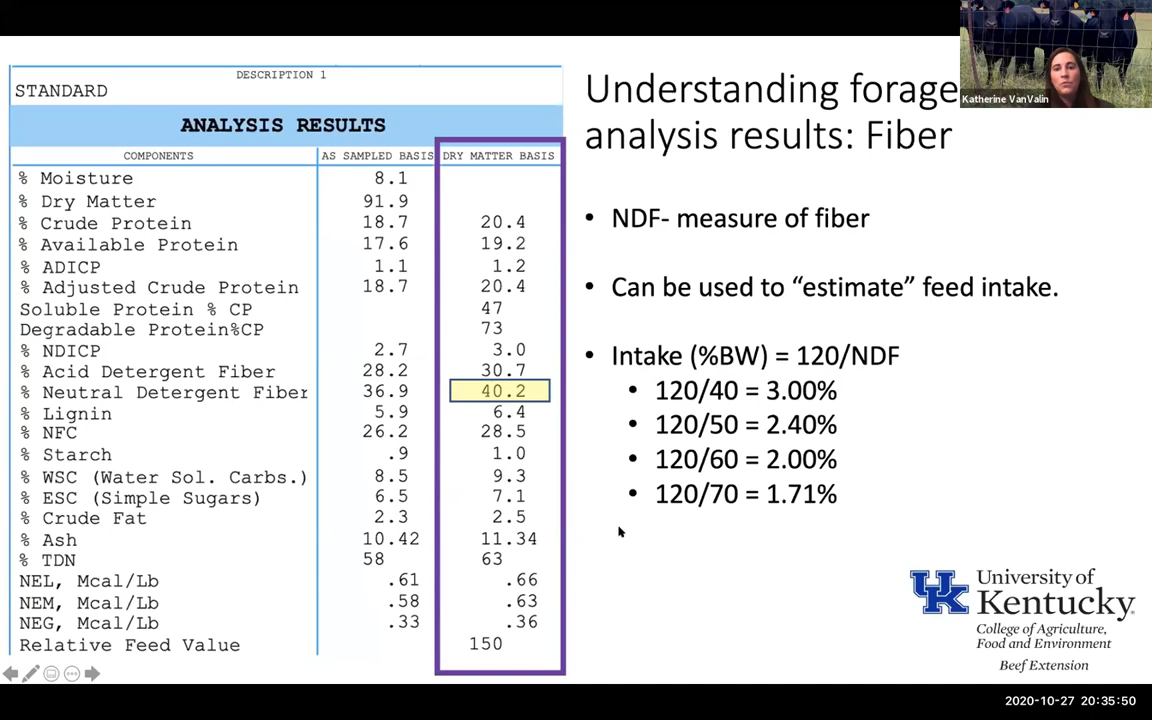 DESCRIPTION 1
STANDARD
ANALYSIS RESULTS
COMPONENTS AS SAMPLED BASIS DRY MATTER BASIS
% Moisture 8.1
% Dry Matter 91.9
% Crude Protein 18.7 20.4
% Available Protein 17.6 19.2
% ADICP 1.1 1.2
% Adjusted Crude Protein 18.7 20.4
Soluble Protein % CP 47
Degradable Protein%CP 73
% NDICP 2.7 3.0
% Acid Detergent Fiber 28.2 30.7
% Neutral Detergent Fiber 36.9 40.2
% Lignin 5.9 6.4
% NFC 26.2 28.5
% Starch .9 1.0
% WSC (Water Sol. Carbs.) 8.5 9.3
% ESC (Simple Sugars) 6.5 7.1
% Crude Fat 2.3 2.5
% Ash 10.42 11.34
% TDN 58 63
NEL, Mcal/Lb .61 .66
NEM, Mcal/Lb .58 .63
NEG, Mcal/Lb .33 .36
Relative Feed Value 150
Understanding forage
analysis results: Fiber
Katherine VanValin
• NDF- measure of fiber
• Can be used to “estimate” feed intake.
• Intake (%BW) = 120/NDF
• 120/40 = 3.00%
• 120/50 = 2.40%
• 120/60 = 2.00%
• 120/70 = 1.71%
UK University of
Kentucky
College of Agriculture,
Food and Environment
Beef Extension
2020-10-27 20:35:50